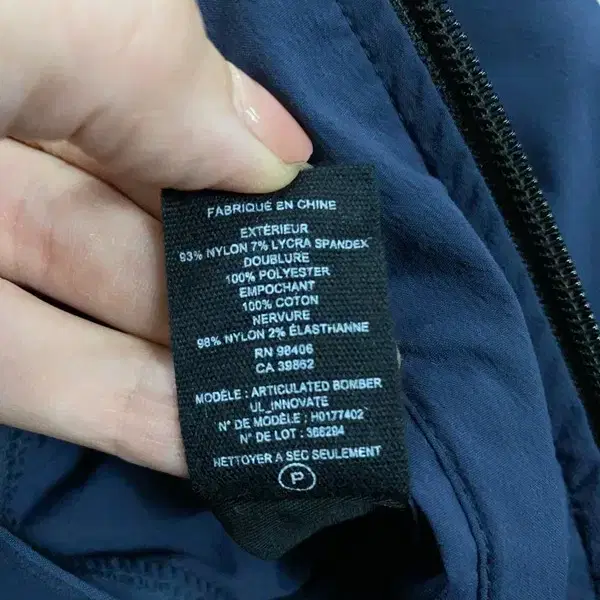 FABRIQUÉ EN CHINE
EXTÉRIEUR
93% NYLON 7% LYCRA SPANDEX
DOUBLURE
100% POLYESTER
EMPOCHANT
100% COTON
NERVURE
98% NYLON 2% ÉLASTHANNE
RN 98406
CA 39862
MODÈLE : ARTICULATED BOMBER
UL_INNOVATE
N° DE MODÈLE : H0177402
N° DE LOT : 366294
NETTOYER A SEC SEULEMENT
P